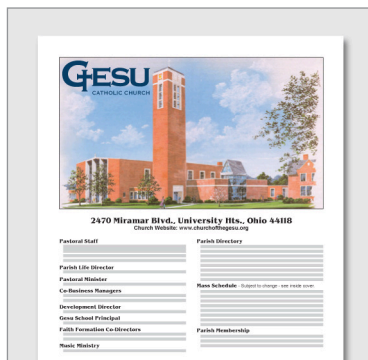 GESU
CATHOLIC CHURCH
2470 Miramar Blvd., University Hts., Ohio 44118
Church Website: www.churchofthegesu.org
Pastoral Staff
Parish Life Director
Pastoral Minister
Co-Business Managers
Development Director
Gesu School Principal
Faith Formation Co-Directors
Music Ministry
Parish Directory
Mass Schedule - Subject to change - see inside cover
Parish Membership